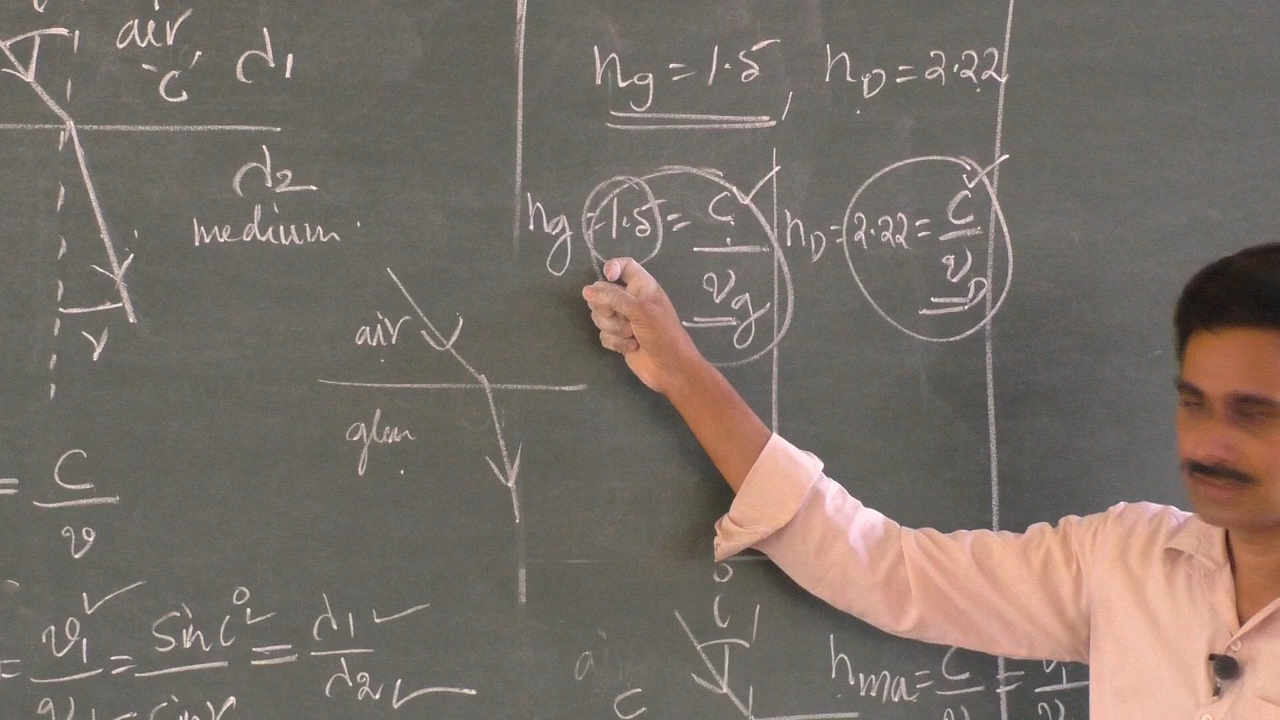 air
'c' d1
d2
medium
r
= c/v
= v1/ = sin i/ = d1/d2
air
glass
ng = 1.5
nD = 2.22
ng = 1.5 = c/vg
nD = 2.22 = c/vD
i
c
nma = c/